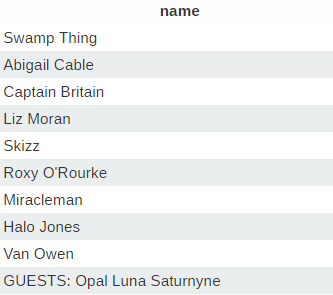 name
Swamp Thing
Abigail Cable
Captain Britain
Liz Moran
Skizz
Roxy O'Rourke
Miracleman
Halo Jones
Van Owen
GUESTS: Opal Luna Saturnyne